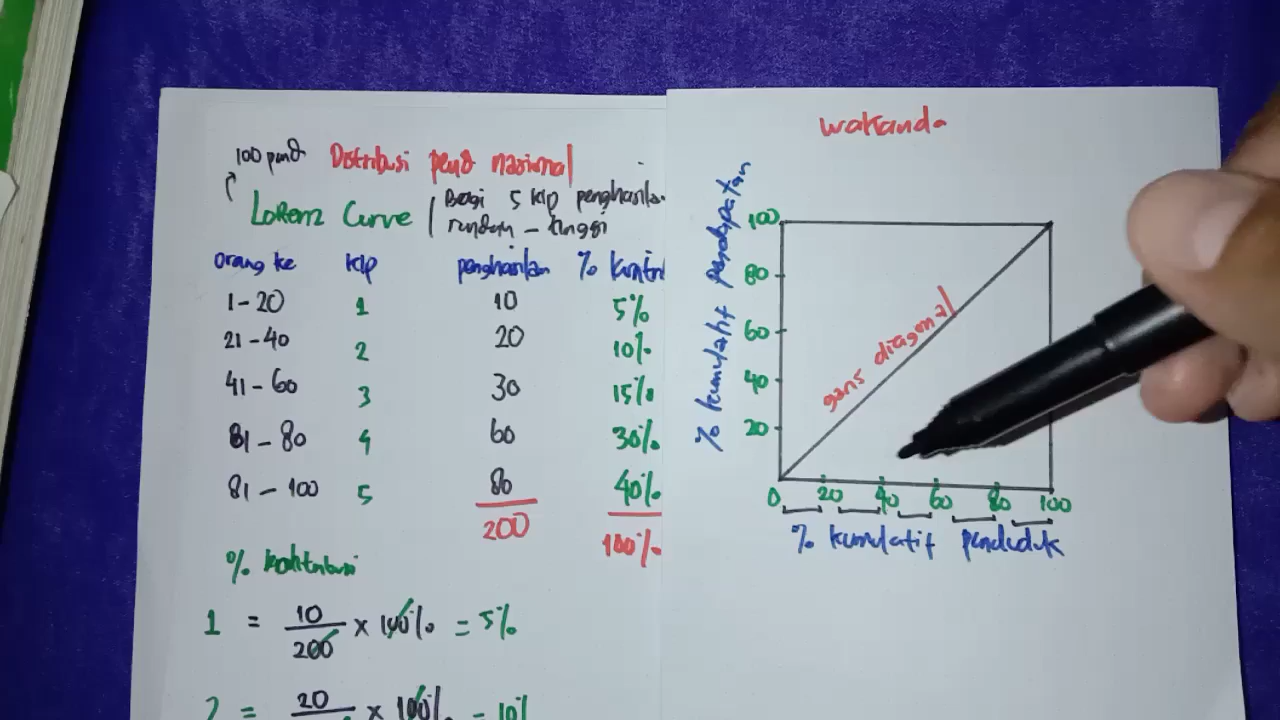 100 pend
Distribusi pend nasional
Lorenz Curve
Bagi 5 klp penghasilan
rendah - tinggi
orang ke klp penghasilan % Kontri
1-20 1 10 5%
21-40 2 20 10%
41-60 3 30 15%
81-80 4 60 30%
81-100 5 80 40%
200 100%
% Kontribusi
1 = 10/200 x 100% = 5%
2 = 20 x 100% = 10%
Wakanda
% kumulatif pendapatan
100
80
60
40
20
garis diagonal
0 20 40 60 80 100
% kumulatif penduduk